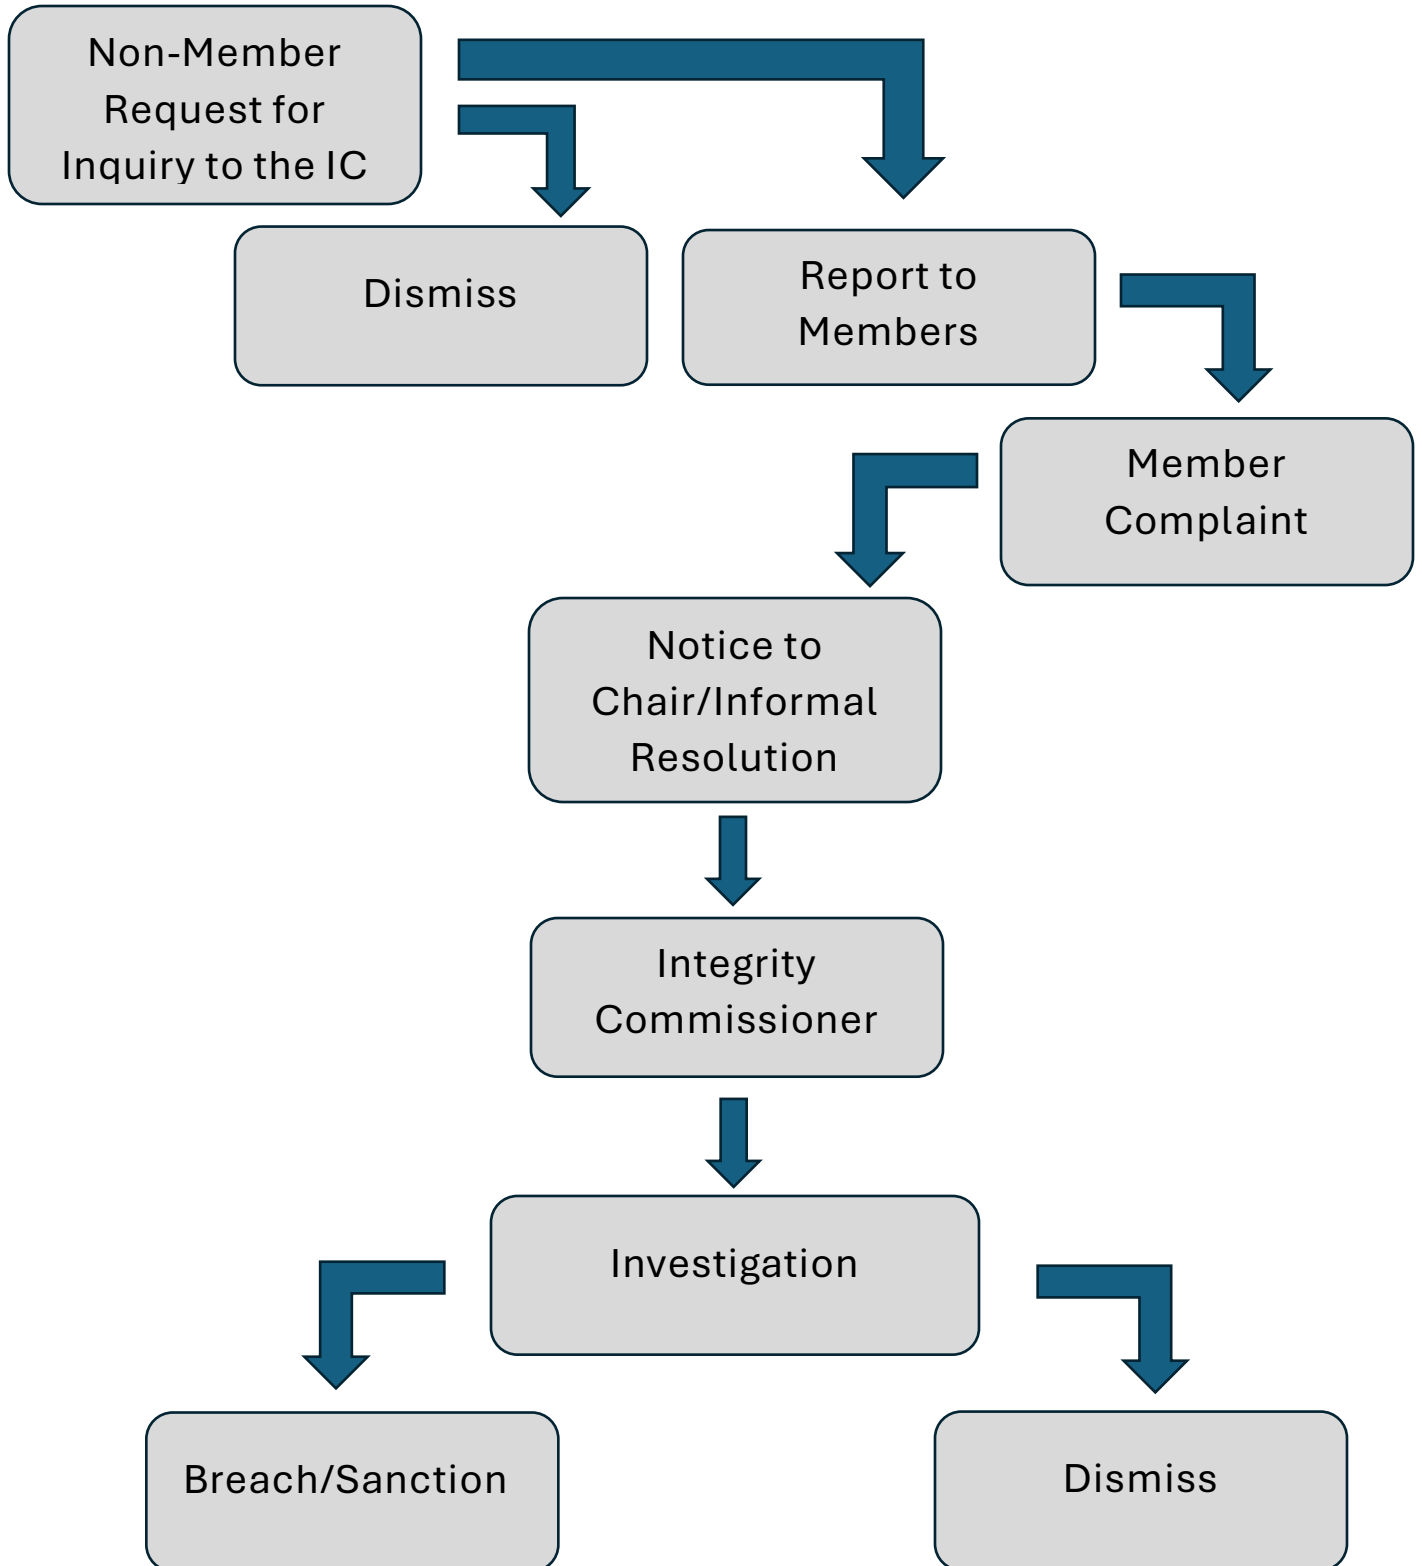 Non-Member
Request for
Inquiry to the IC
Dismiss
Report to
Members
Member
Complaint
Notice to
Chair/Informal
Resolution
Integrity
Commissioner
Investigation
Breach/Sanction
Dismiss